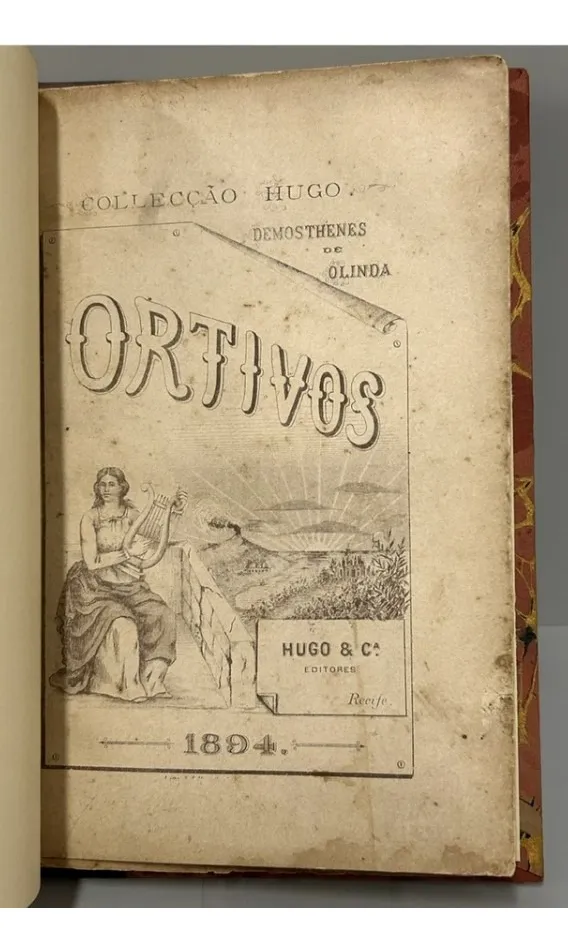 COLLECÇÃO HUGO.
DEMOSTHENES
DE
OLINDA
ORTIVOS
HUGO & Cª
EDITORES
Recife.
1894.